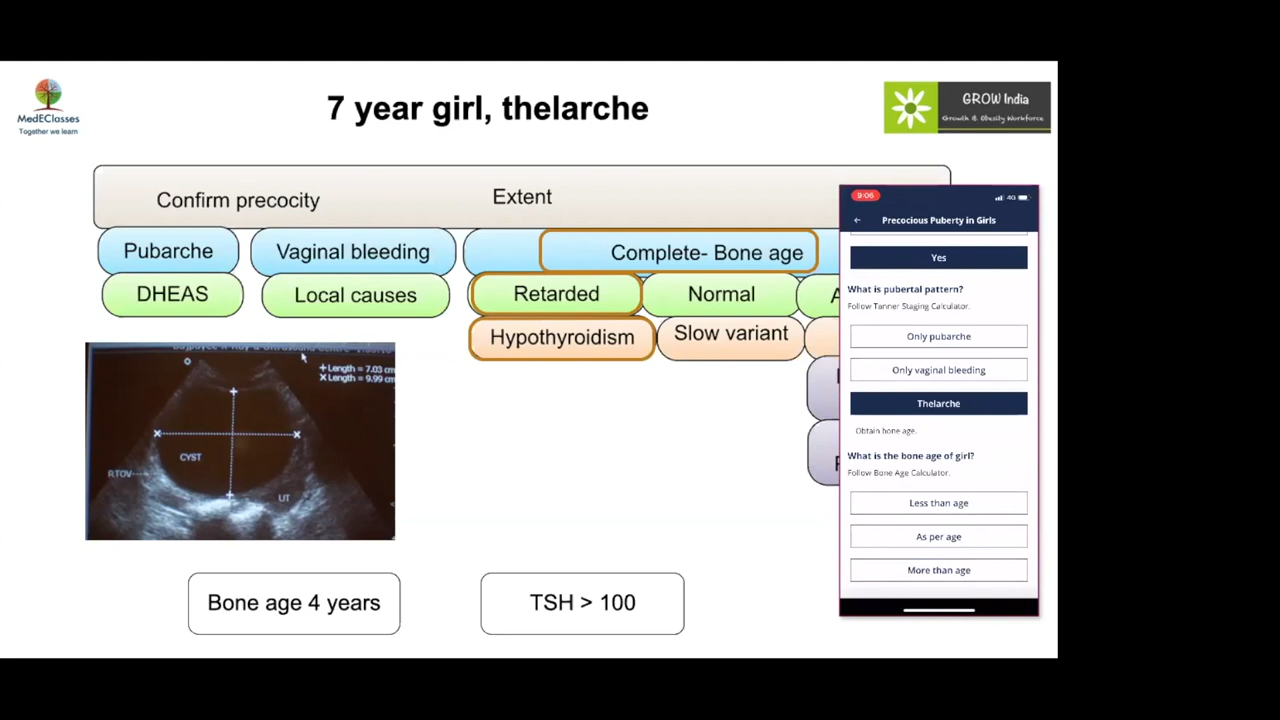 MedEClasses
Together we learn
7 year girl, thelarche
GROW India
Growth & Obesity Workforce
Confirm precocity
Extent
Pubarche
Vaginal bleeding
Complete- Bone age
DHEAS
Local causes
Retarded
Normal
A
Hypothyroidism
Slow variant
+ Length = 7.03 cm
X Length = 9.99 cm
CYST
RTOV
UT
Bone age 4 years
TSH > 100
9:06
4G
Precocious Puberty in Girls
Yes
What is pubertal pattern?
Follow Tanner Staging Calculator.
Only pubarche
Only vaginal bleeding
Thelarche
Obtain bone age.
What is the bone age of girl?
Follow Bone Age Calculator.
Less than age
As per age
More than age